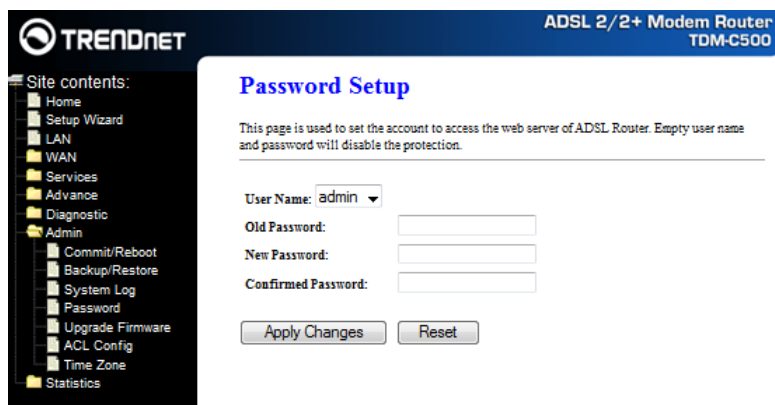 TRENDNET
ADSL 2/2+ Modem Router
TDM-C500
Site contents:
Home
Setup Wizard
LAN
WAN
Services
Advance
Diagnostic
Admin
Commit/Reboot
Backup/Restore
System Log
Password
Upgrade Firmware
ACL Config
Time Zone
Statistics
Password Setup
This page is used to set the account to access the web server of ADSL Router. Empty user name
and password will disable the protection.
User Name: admin
Old Password:
New Password:
Confirmed Password:
Apply Changes Reset